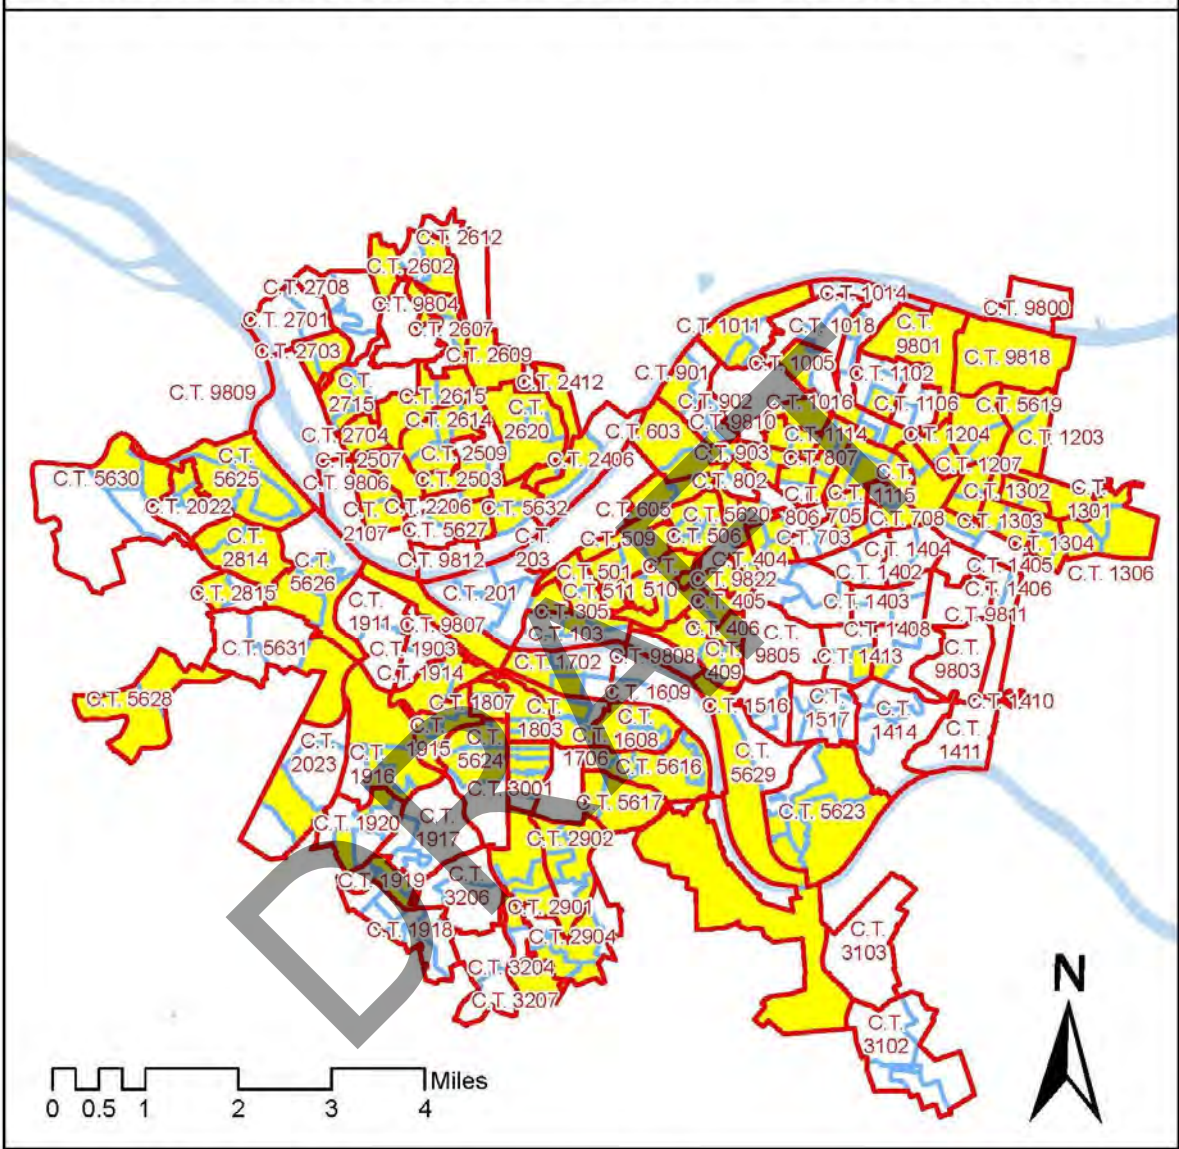 C.T. 2612
C.T. 2602
C.T. 2708
C.T. 9804
C.T. 2701
C.T. 2607
C.T. 2703
C.T. 2609
C.T. 9809
C.T.
2715
C.T. 2615
C.T. 2412
C.T. 2614
C.T.
2620
C.T. 2704
C.T. 2507
C.T. 2509
C.T. 2406
C.T. 9806
C.T. 2503
C.T.
2107
C.T. 2206
C.T. 5632
C.T. 5627
C.T. 9812
C.T.
203
C.T. 5630
C.T.
5625
C.T. 2022
C.T.
2814
C.T.
5626
C.T. 2815
C.T. 5631
C.T. 5628
C.T. 1014
C.T. 9800
C.T. 1011
C.T. 1018
C.T.
9801
C.T. 9818
C.T. 1005
C.T. 1102
C.T. 901
C.T. 902
C.T. 1016
C.T. 1106
C.T. 5619
C.T. 9810
C.T. 603
C.T. 1114
C.T. 1204
C.T. 1203
C.T. 903
C.T. 807
C.T. 1207
C.T. 802
C.T.
1115
C.T. 1302
C.T.
1301
C.T. 605
C.T. 5620
C.T.
806
C.T.
705
C.T. 708
C.T. 1303
C.T. 509
C.T. 506
C.T. 703
C.T. 1304
C.T. 1306
C.T. 1404
C.T. 1405
C.T. 501
C.T.
510
C.T. 404
C.T. 9822
C.T. 1402
C.T. 1406
C.T. 511
C.T. 405
C.T. 1403
C.T. 9811
C.T. 201
C.T. 305
C.T. 103
C.T. 406
C.T.
9805
C.T. 1408
C.T.
1911
C.T. 9807
C.T. 1903
C.T. 1914
C.T. 1702
C.T. 9808
C.T.
409
C.T. 1413
C.T.
9803
C.T. 1609
C.T. 1516
C.T.
1517
C.T.
1414
C.T. 1410
C.T.
1411
C.T. 1807
C.T.
1803
C.T.
1608
C.T.
1915
C.T.
5624
C.T.
1706
C.T. 5616
C.T.
5629
C.T.
2023
C.T.
1916
C.T. 3001
C.T. 5617
C.T. 5623
C.T. 1920
C.T.
1917
C.T. 2902
C.T. 1919
C.T.
3206
C.T. 2901
C.T. 1918
C.T. 2904
C.T. 3204
C.T. 3207
C.T.
3103
C.T.
3102
DRAFT
N
Miles
0 0.5 1 2 3 4